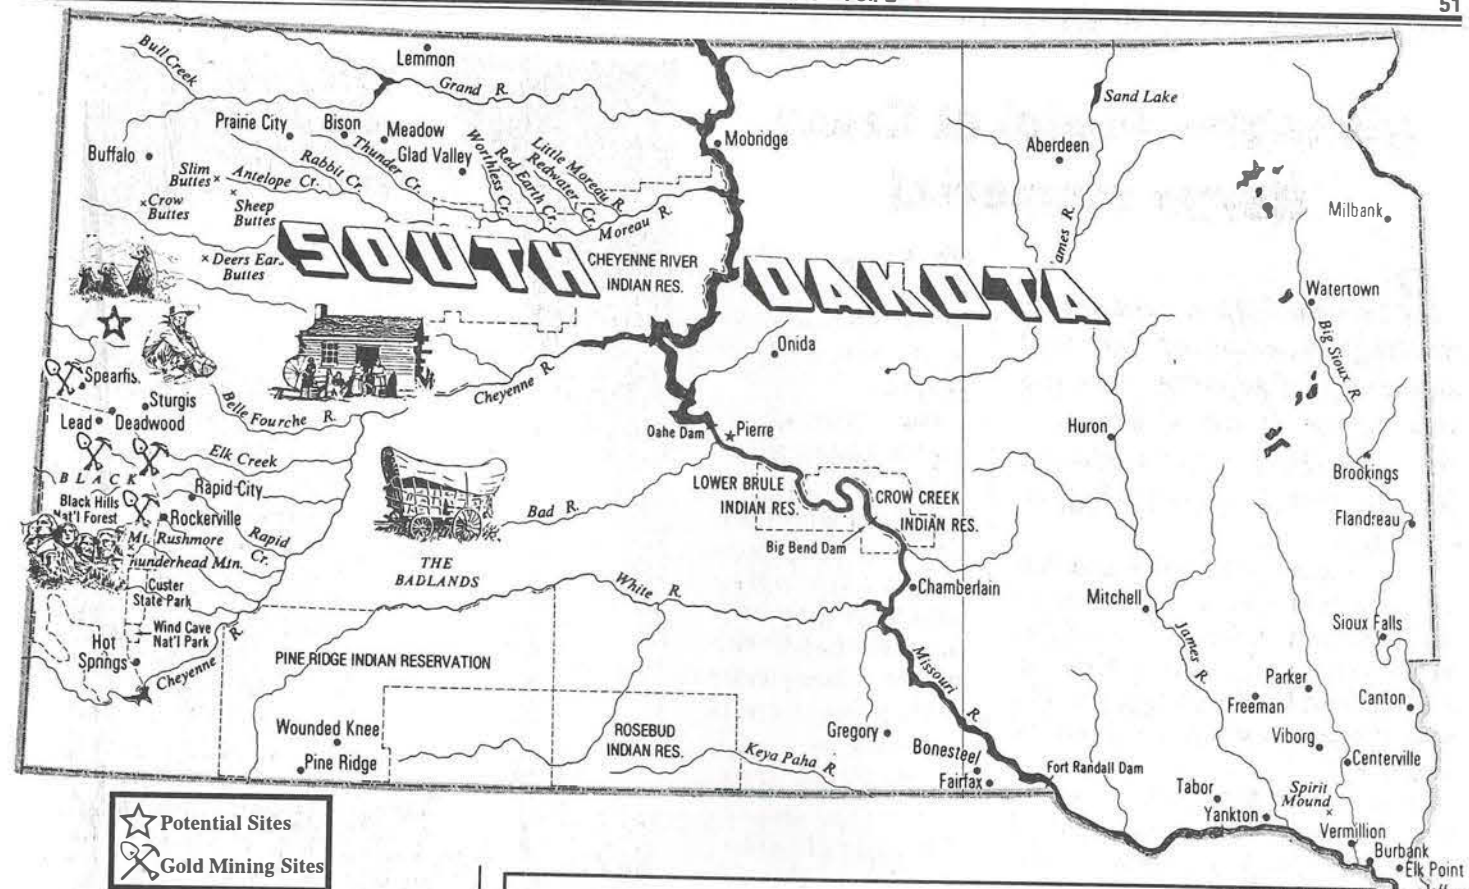 51
Bull Creek
Lemmon
Grand R.
Sand Lake
Prairie City
Bison
Meadow
Glad Valley
Thunder Cr.
Rabbit Cr.
Worthless Cr.
Red Earth Cr.
Redwater Cr.
Little Moreau R.
Mobridge
Aberdeen
Buffalo
Slim
Buttes
Antelope Cr.
Crow
Buttes
Sheep
Buttes
Moreau R.
Milbank
SOUTH DAKOTA
Deers Ear
Buttes
CHEYENNE RIVER
INDIAN RES.
ames R.
Watertown
Big Sioux R.
Onida
Spearfis.
Cheyenne R.
Sturgis
Lead
Deadwood
Belle Fourche R.
Oahe Dam
Pierre
Huron
Elk Creek
Brookings
BLACK
Rapid City
LOWER BRULE
INDIAN RES.
CROW CREEK
INDIAN RES.
Black Hills
Nat'l Forest
Rockerville
Bad R.
Flandreau
Mt. Rushmore
Rapid
Cr.
Big Bend Dam
THE
BADLANDS
hunderhead Mtn.
Custer
State Park
White R.
Chamberlain
Mitchell
Wind Cave
Nat'l Park
Hot
Springs
Cheyenne R.
PINE RIDGE INDIAN RESERVATION
Missouri R.
James R.
Sioux Falls
Parker
Freeman
Canton
Wounded Knee
Pine Ridge
ROSEBUD
INDIAN RES.
Keya Paha R.
Gregory
Bonesteel
Fairfax
Fort Randall Dam
Viborg
Centerville
Tabor
Yankton
Spirit
Mound
Vermillion
Burbank
Elk Point
Potential Sites
Gold Mining Sites